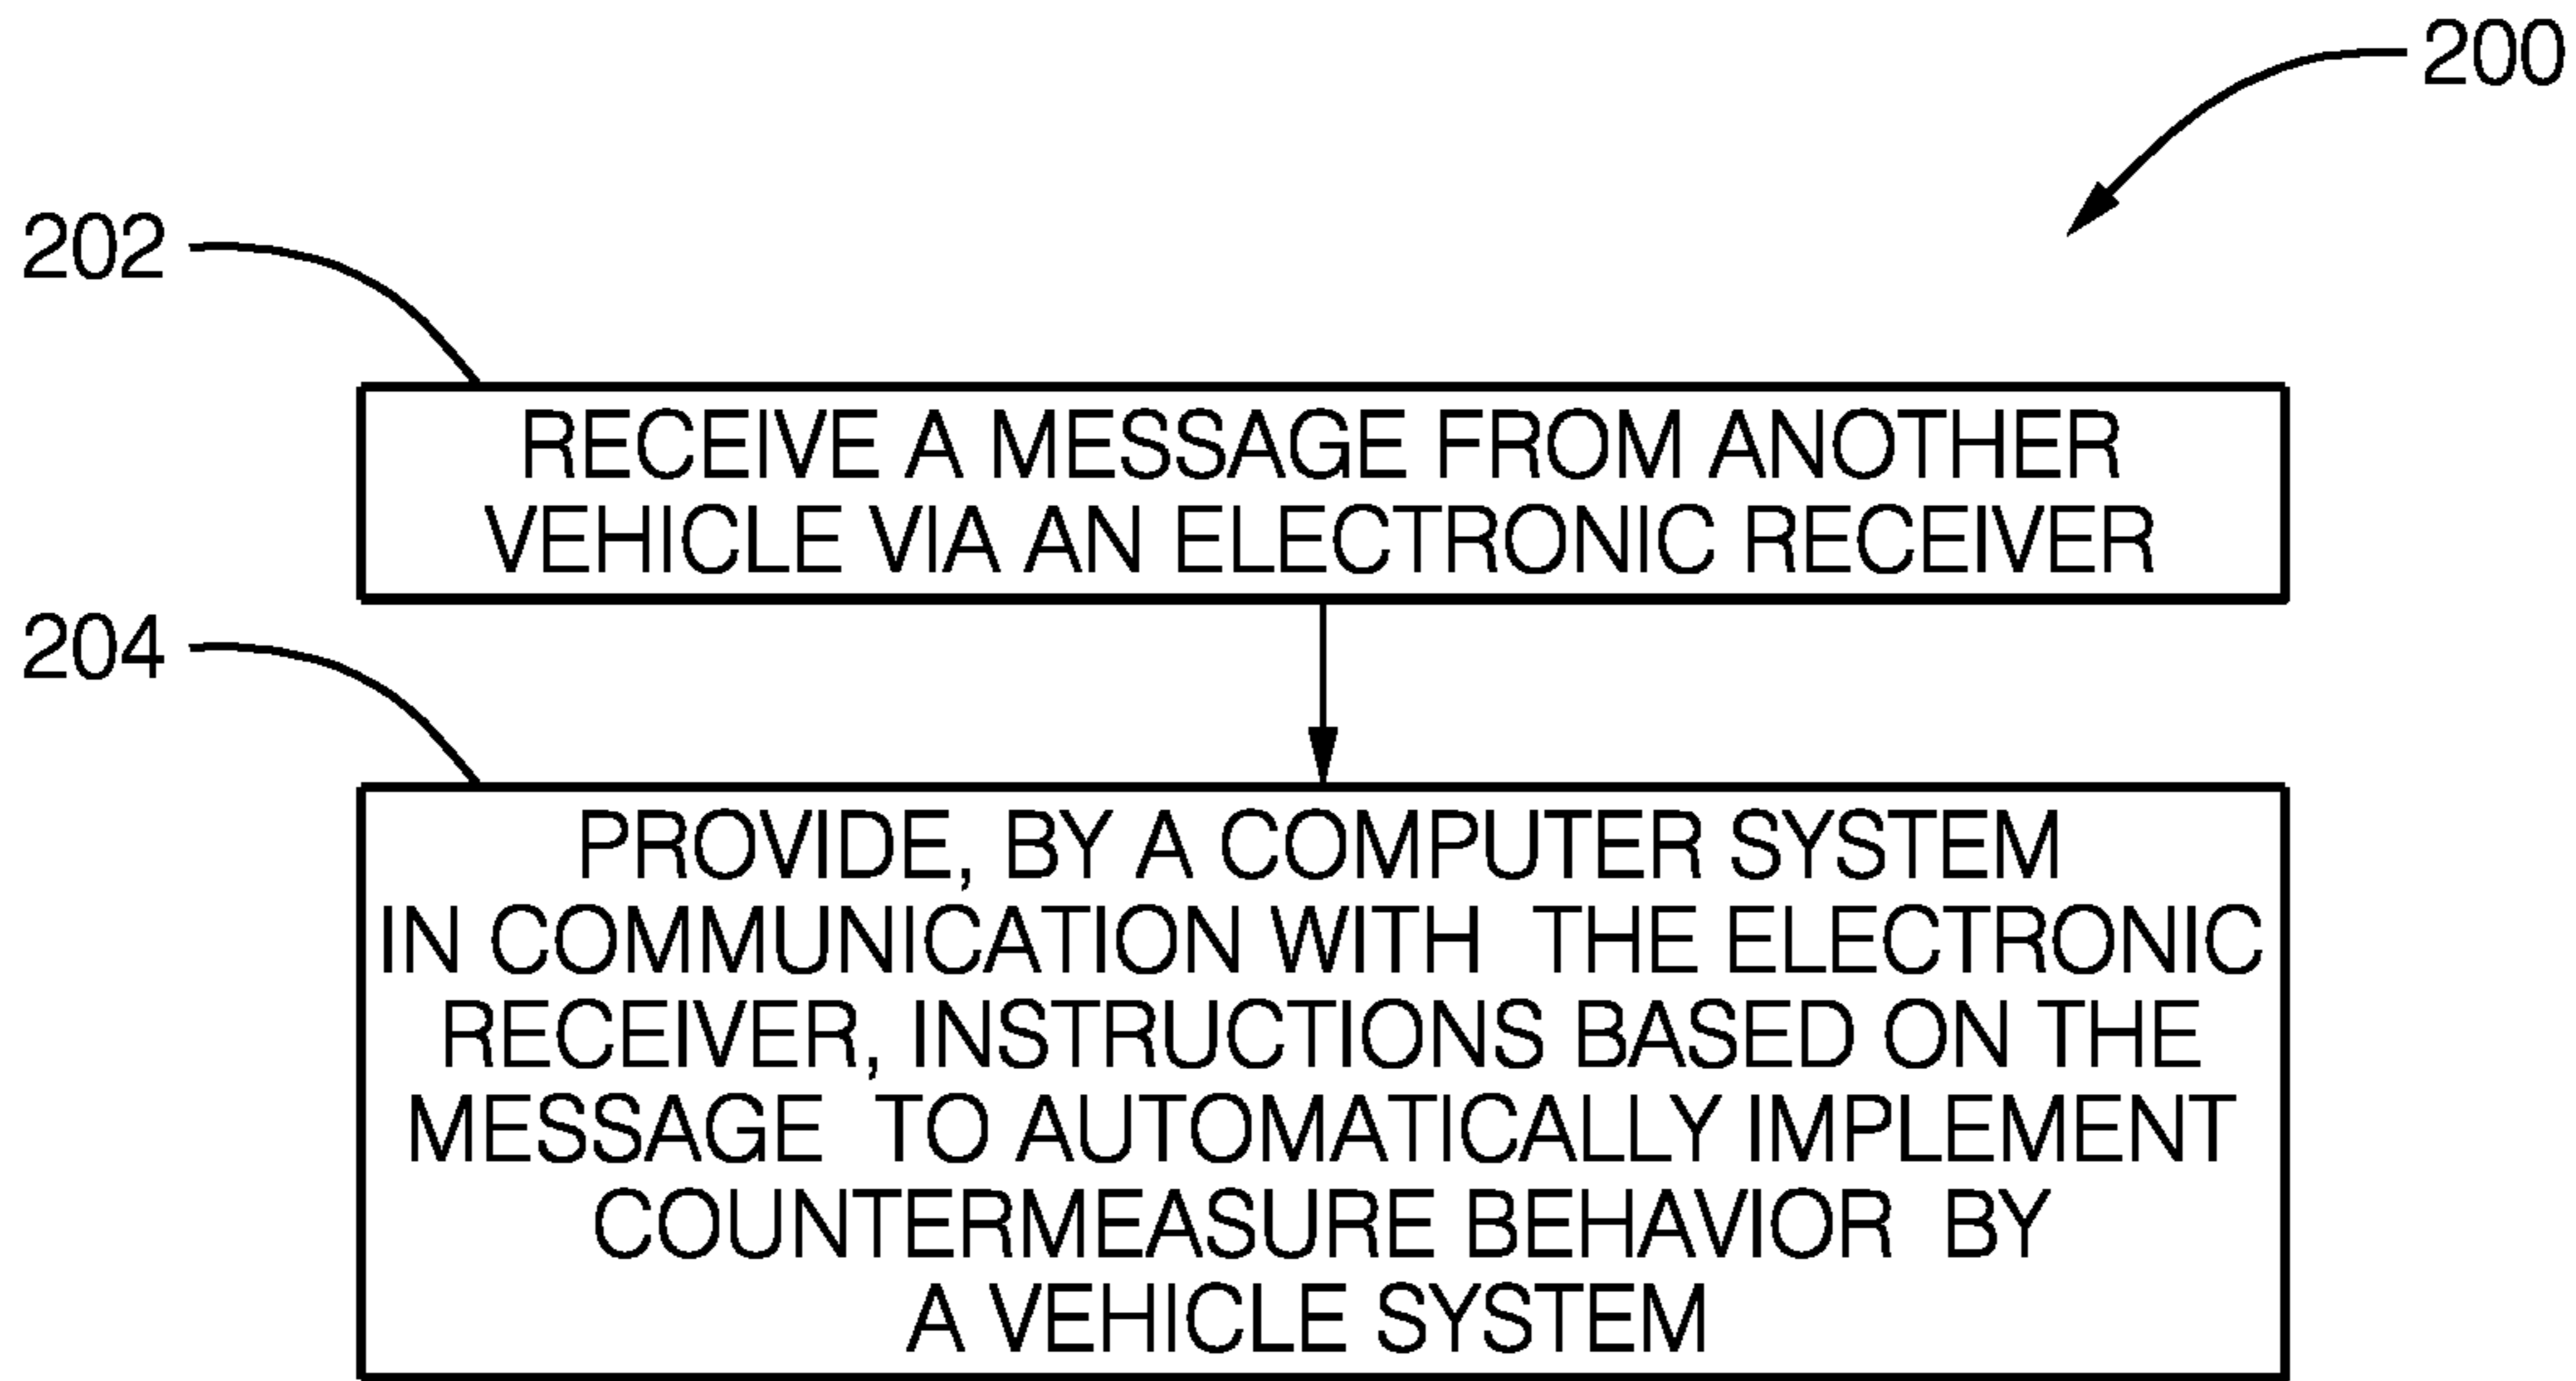 200
202
RECEIVE A MESSAGE FROM ANOTHER
VEHICLE VIA AN ELECTRONIC RECEIVER
204
PROVIDE, BY A COMPUTER SYSTEM
IN COMMUNICATION WITH THE ELECTRONIC
RECEIVER, INSTRUCTIONS BASED ON THE
MESSAGE TO AUTOMATICALLY IMPLEMENT
COUNTERMEASURE BEHAVIOR BY
A VEHICLE SYSTEM